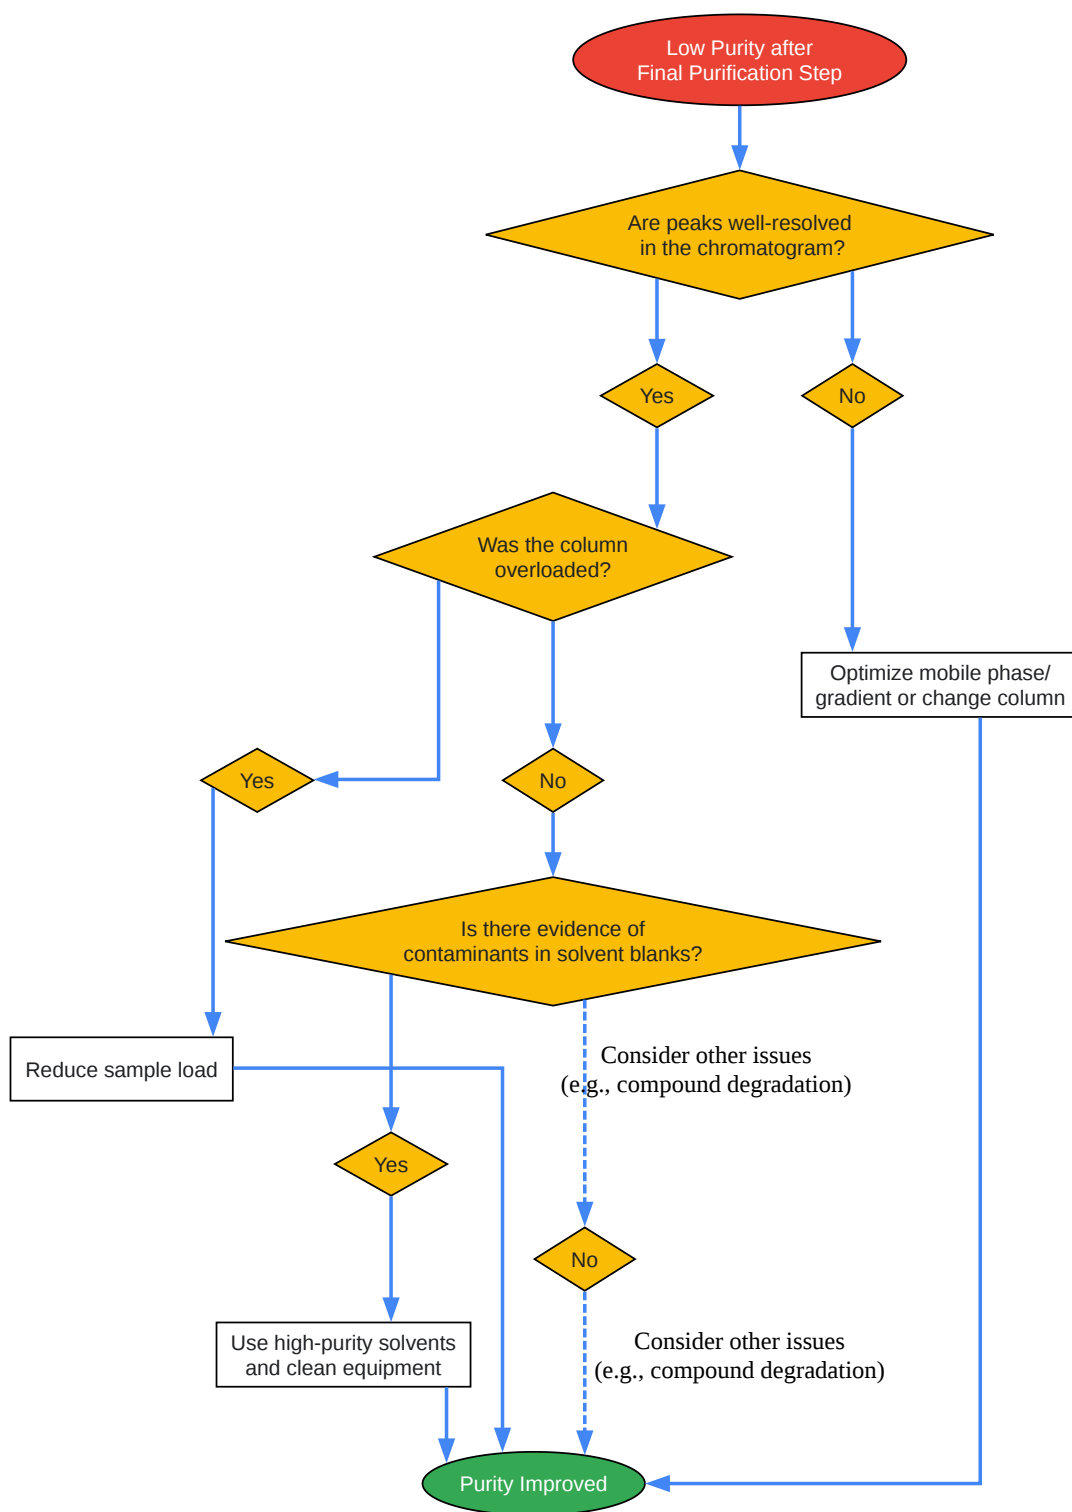 Low Purity after
Final Purification Step
Are peaks well-resolved
in the chromatogram?
Yes
No
Was the column
overloaded?
Optimize mobile phase/
gradient or change column
Yes
No
Is there evidence of
contaminants in solvent blanks?
Reduce sample load
Consider other issues
(e.g., compound degradation)
Yes
No
Use high-purity solvents
and clean equipment
Consider other issues
(e.g., compound degradation)
Purity Improved